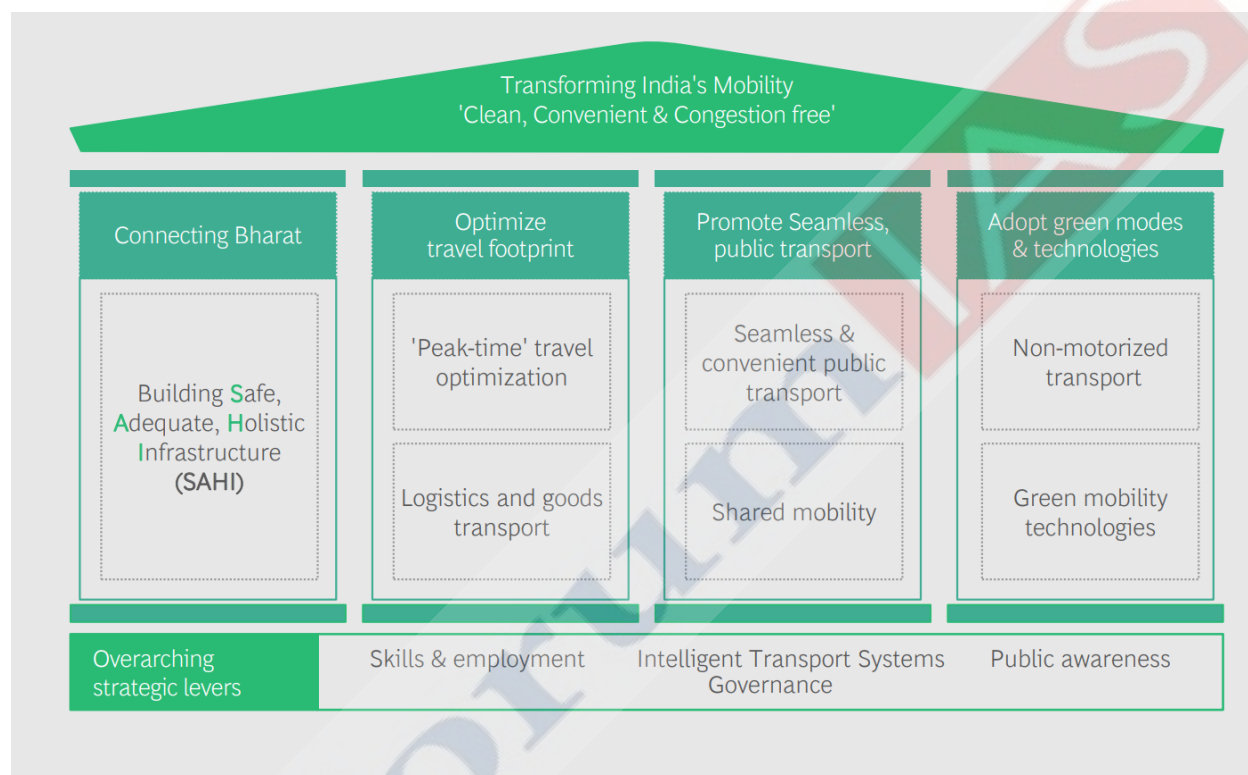 Transforming India's Mobility
'Clean, Convenient & Congestion free'
Connecting Bharat
Building Safe,
Adequate, Holistic
Infrastructure
(SAHI)
Optimize
travel footprint
'Peak-time' travel
optimization
Logistics and goods
transport
Promote Seamless,
public transport
Seamless &
convenient public
transport
Shared mobility
Adopt green modes
& technologies
Non-motorized
transport
Green mobility
technologies
Overarching
strategic levers
Skills & employment
Intelligent Transport Systems
Governance
Public awareness
orum IAS